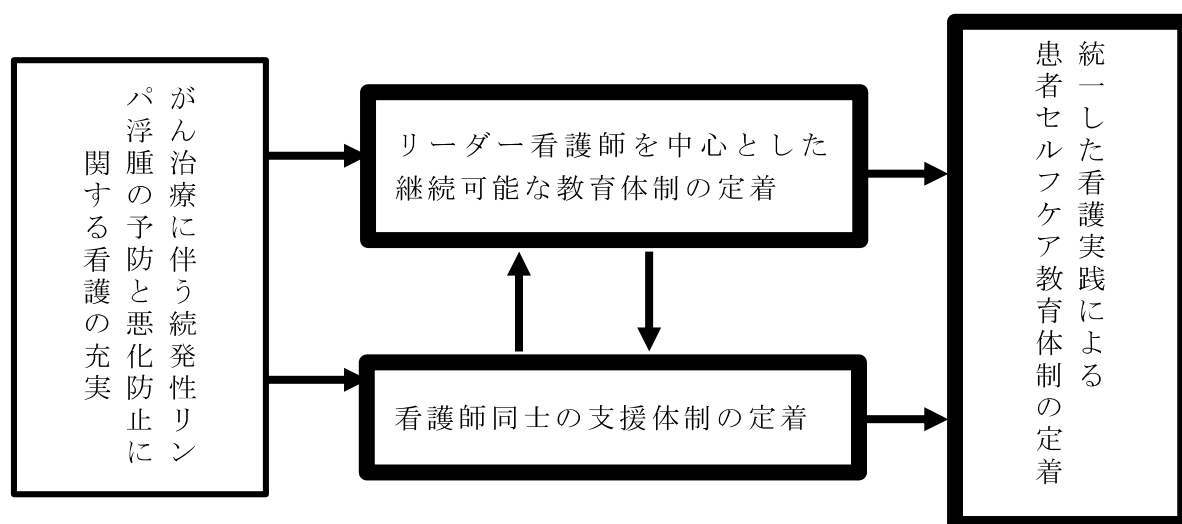 がん治療に伴う続発性リン
パ浮腫の予防と悪化防止に
関する看護の充実
リーダー看護師を中心とした
継続可能な教育体制の定着
看護師同士の支援体制の定着
統一した看護実践による
患者セルフケア教育体制の定着